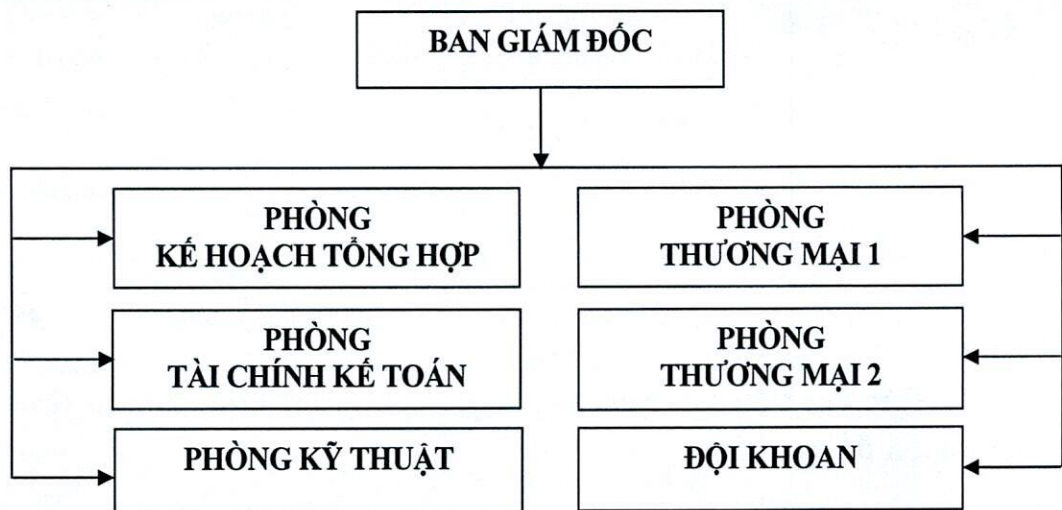 BAN GIÁM ĐỐC
PHÒNG
KẾ HOẠCH TỔNG HỢP
PHÒNG
THƯƠNG MẠI 1
PHÒNG
TÀI CHÍNH KẾ TOÁN
PHÒNG
THƯƠNG MẠI 2
PHÒNG KỸ THUẬT
ĐỘI KHOAN